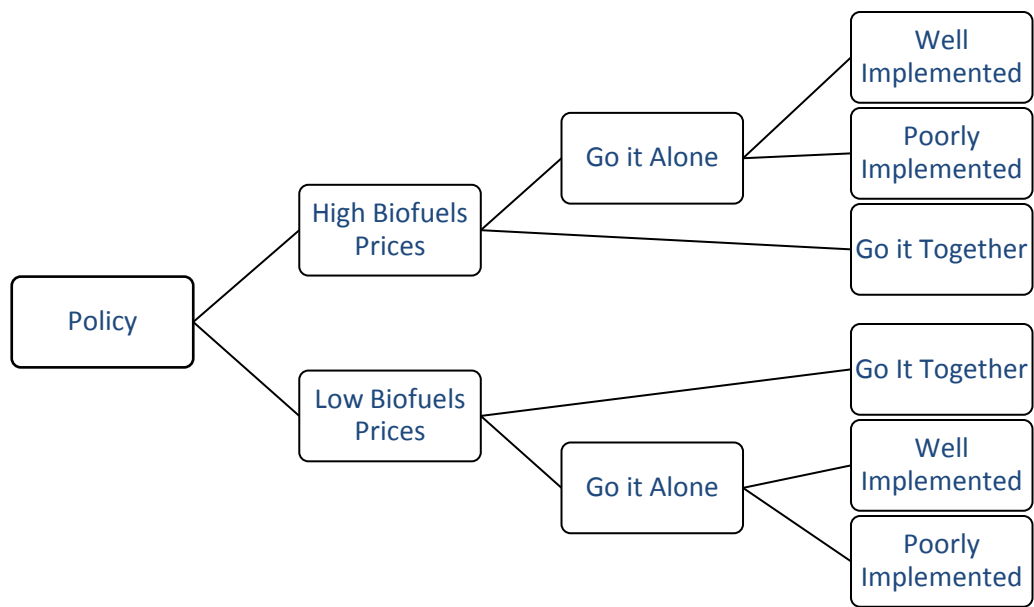 Policy
High Biofuels
Prices
Low Biofuels
Prices
Go it Alone
Go it Alone
Well
Implemented
Poorly
Implemented
Go it Together
Go It Together
Well
Implemented
Poorly
Implemented